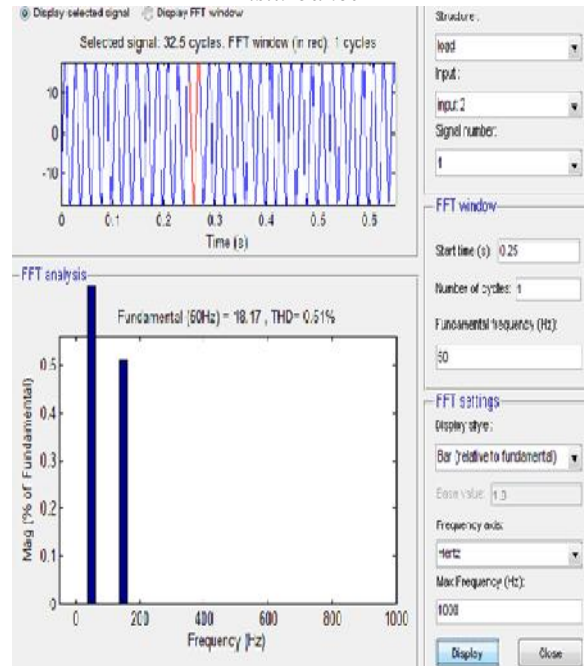 Display selected signal
Display FFT window
Selected signal: 32.5 cycles. FFT window (in red): 1 cycles
10
0
-10
0
0.1
0.2
0.3
0.4
0.5
0.6
Time (s)
FFT analysis
Fundamental (50Hz) = 18.17 , THD= 0.51%
0.5
0.4
0.3
0.2
0.1
0
Mag (% of Fundamental)
0
200
400
600
800
1000
Frequency (Hz)
Structure :
load
Input :
input 2
Signal number:
1
FFT window
Start time (s): 0.25
Number of cycles: 1
Fundamental frequency (Hz):
50
FFT settings
Display style :
Bar (relative to fundamental)
Base value: 1.0
Frequency axis:
Hertz
Max Frequency (Hz):
1000
Display
Close